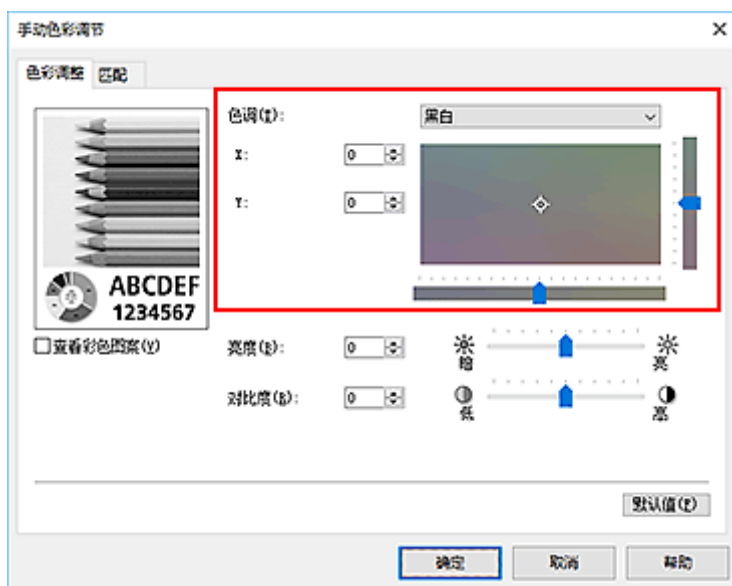 手动色彩调节
色彩调整 匹配
色调(T): 黑白
X: 0
Y: 0
ABCDEF
1234567
查看彩色图案(Y)
亮度(B): 0 暗 亮
对比度(R): 0 低 高
默认值(P)
确定 取消 帮助